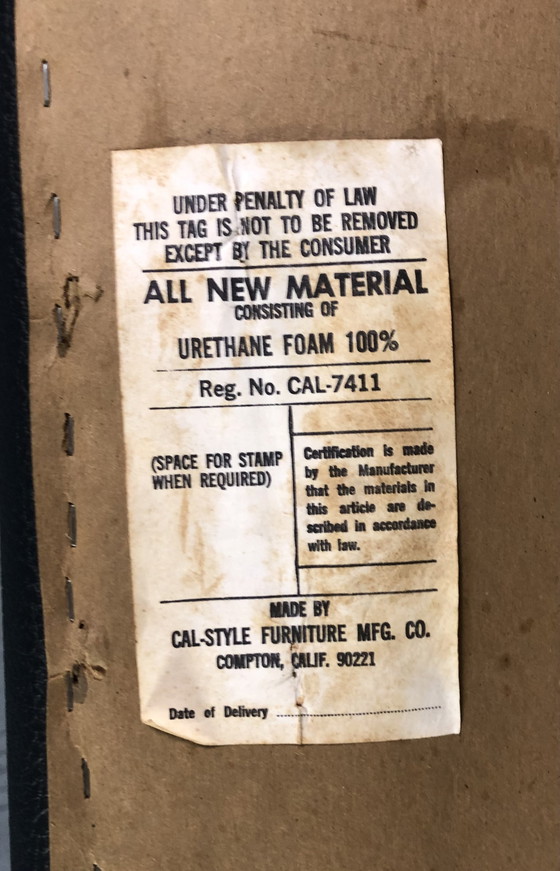 UNDER PENALTY OF LAW
THIS TAG IS NOT TO BE REMOVED
EXCEPT BY THE CONSUMER
ALL NEW MATERIAL
CONSISTING OF
URETHANE FOAM 100%
Reg. No. CAL-7411
(SPACE FOR STAMP
WHEN REQUIRED)
Certification is made
by the Manufacturer
that the materials in
this article are de-
scribed in accordance
with law.
MADE BY
CAL-STYLE FURNITURE MFG. CO.
COMPTON, CALIF. 90221
Date of Delivery